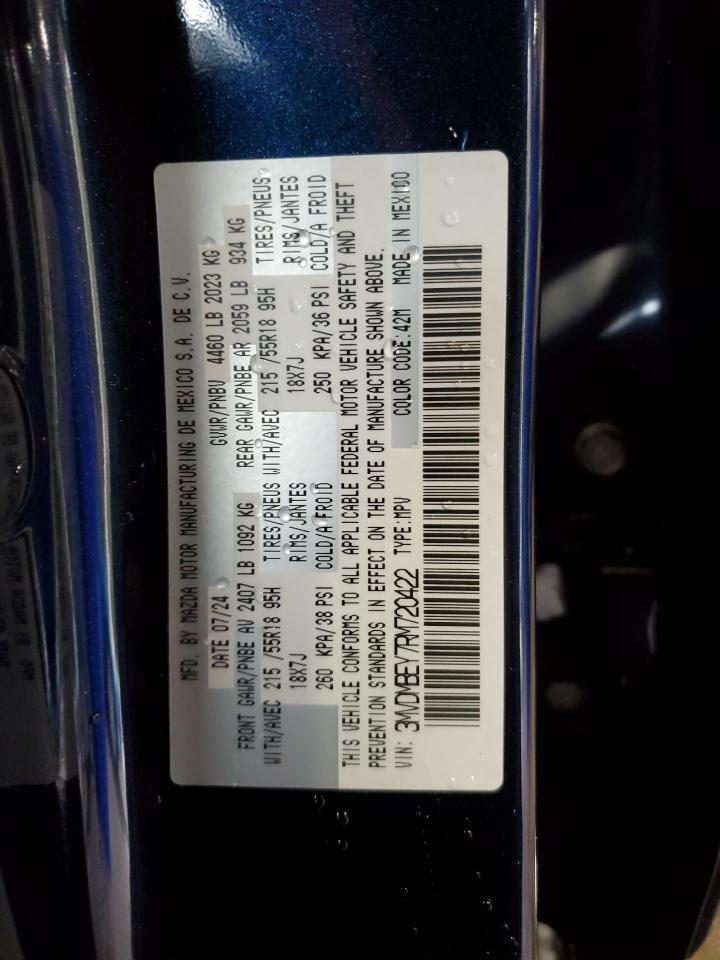 MFD. BY MAZDA MOTOR MANUFACTURING DE MEXICO S.A. DE C.V.
DATE 07/24 GVWR/PNBV 4460 LB 2023 KG
FRONT GAWR/PNBE AV 2407 LB 1092 KG REAR GAWR/PNBE AR 2059 LB 934 KG
WITH/AVEC 215 /55R18 95H TIRES/PNEUS WITH/AVEC 215 /55R18 95H TIRES/PNEUS
18X7J RIMS/JANTES 18X7J RIMS/JANTES
260 KPA/38 PSI COLD/A FROID 250 KPA/36 PSI COLD/A FROID
THIS VEHICLE CONFORMS TO ALL APPLICABLE FEDERAL MOTOR VEHICLE SAFETY AND THEFT
PREVENTION STANDARDS IN EFFECT ON THE DATE OF MANUFACTURE SHOWN ABOVE.
VIN: 3MVDMBEY7RM720422 TYPE:MPV COLOR CODE:42M MADE IN MEXICO